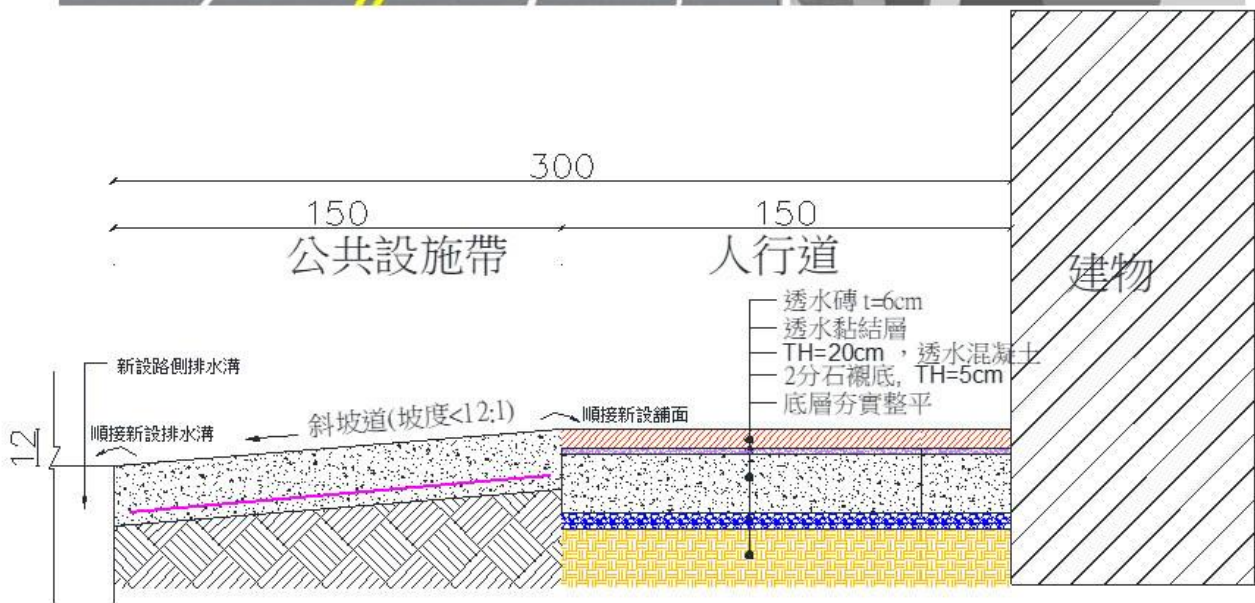 300
150
150
公共設施帶
人行道
建物
透水磚 t=6cm
透水黏結層
TH=20cm ，透水混凝土
2分石襯底, TH=5cm
底層夯實整平
新設路側排水溝
順接新設排水溝
斜坡道(坡度<12:1)
順接新設舖面
12